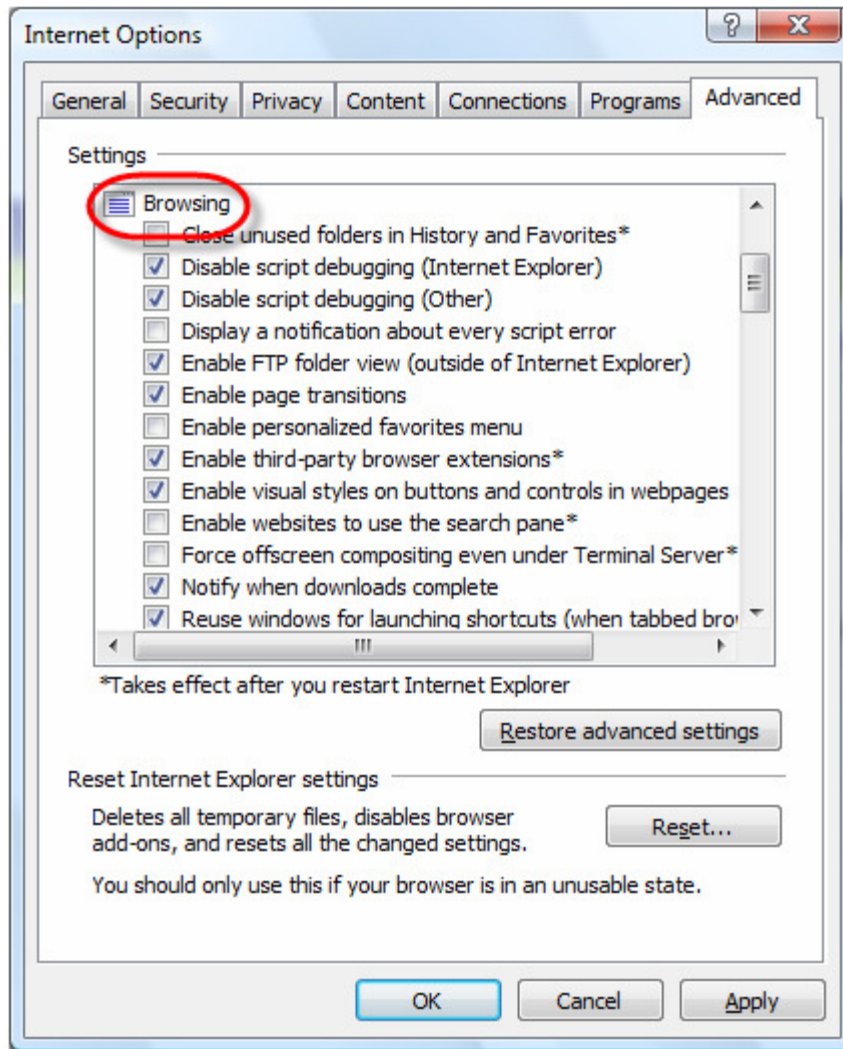 Internet Options
General Security Privacy Content Connections Programs Advanced
Settings
Browsing
Close unused folders in History and Favorites*
Disable script debugging (Internet Explorer)
Disable script debugging (Other)
Display a notification about every script error
Enable FTP folder view (outside of Internet Explorer)
Enable page transitions
Enable personalized favorites menu
Enable third-party browser extensions*
Enable visual styles on buttons and controls in webpages
Enable websites to use the search pane*
Force offscreen compositing even under Terminal Server*
Notify when downloads complete
Reuse windows for launching shortcuts (when tabbed
*Takes effect after you restart Internet Explorer
Restore advanced settings
Reset Internet Explorer settings
Deletes all temporary files, disables browser
add-ons, and resets all the changed settings.
Reset...
You should only use this if your browser is in an unusable state.
OK Cancel Apply